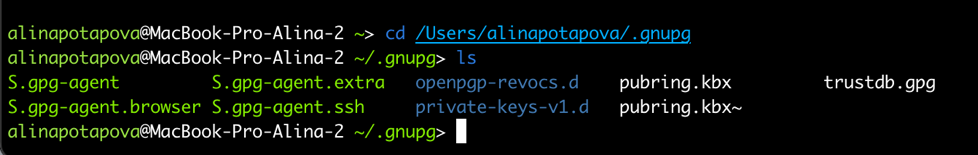 alinapotapova@MacBook-Pro-Alina-2 ~> cd /Users/alinapotapova/.gnupg
alinapotapova@MacBook-Pro-Alina-2 ~/.gnupg> ls
S.gpg-agent S.gpg-agent.extra openpgp-revocs.d pubring.kbx trustdb.gpg
S.gpg-agent.browser S.gpg-agent.ssh private-keys-v1.d pubring.kbx~
alinapotapova@MacBook-Pro-Alina-2 ~/.gnupg>